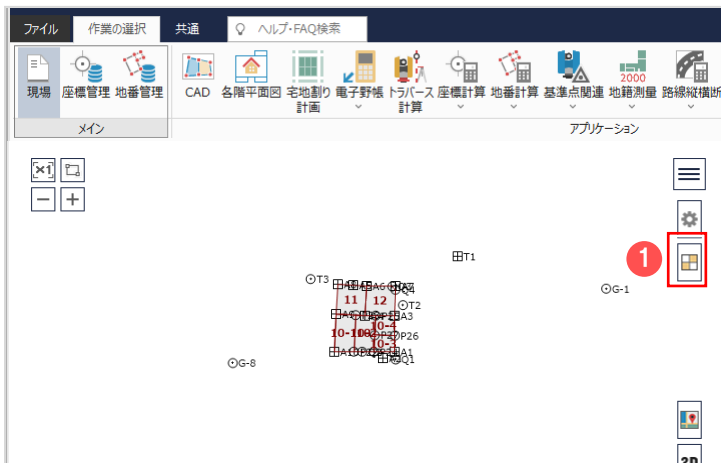 ファイル 作業の選択 共通 ヘルプ・FAQ検索
現場 座標管理 地番管理 CAD 各階平面図 宅地割り 電子野帳 トラバース 座標計算 地番計算 基準点関連 地籍測量 路線縦横断
計画 計算
2000
メイン アプリケーション
×1
1
T1
T3
G-1
11 12
T2
A3
10-4
P26
10-3
A1
Q1
G-8